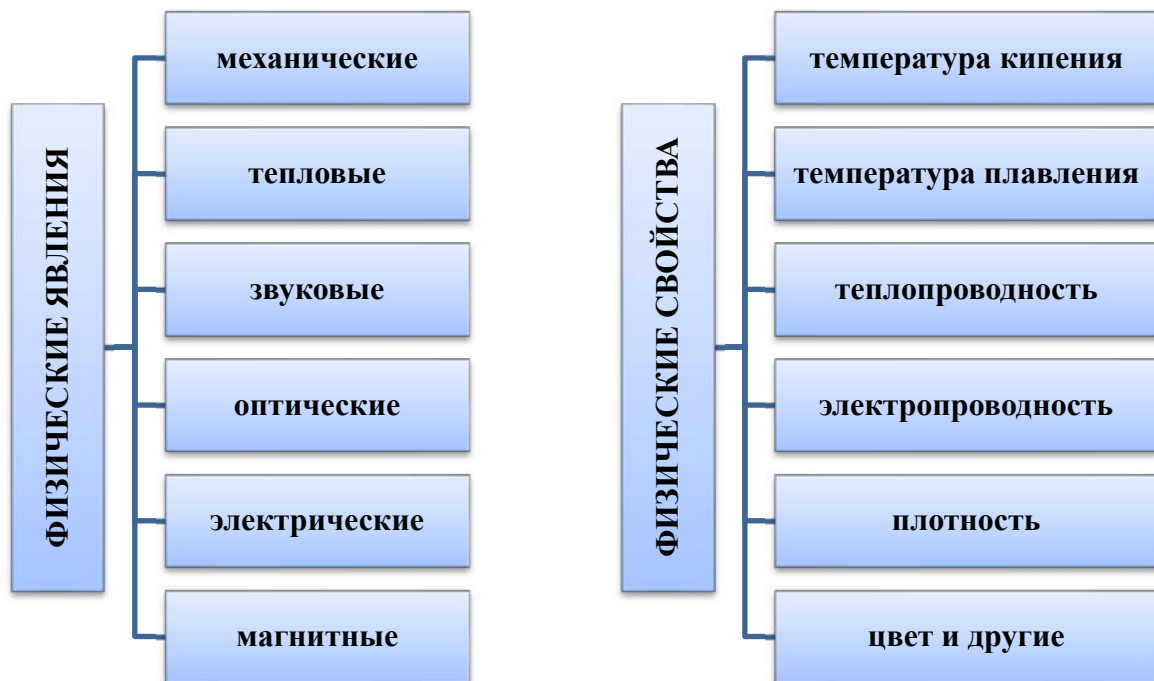 ФИЗИЧЕСКИЕ ЯВЛЕНИЯ
механические
тепловые
звуковые
оптические
электрические
магнитные
ФИЗИЧЕСКИЕ СВОЙСТВА
температура кипения
температура плавления
теплопроводность
электропроводность
плотность
цвет и другие